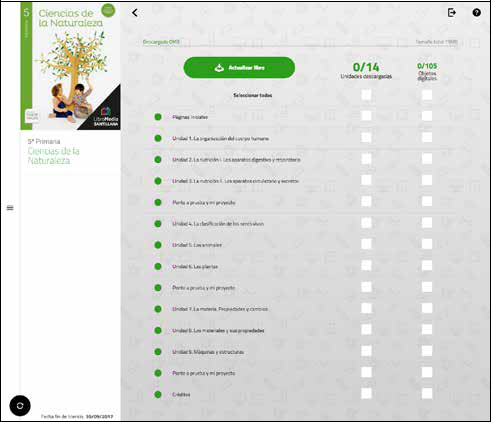 5
PRIMARIA
Ciencias de
la Naturaleza
LibroMedia
SANTILLANA
5º Primaria
Ciencias de la
Naturaleza
Fecha fin de licencia: 30/09/2017
Descargado 0MB
Actualizar libro
0/14
Unidades descargadas
0/105
Objetos
digitales
Seleccionar todos
Páginas iniciales
Unidad 1. La organización del cuerpo humano
Unidad 2. La nutrición I. Los aparatos digestivo y respiratorio
Unidad 3. La nutrición II. Los aparatos circulatorio y excretor
Ponte a prueba y mi proyecto
Unidad 4. La clasificación de los seres vivos
Unidad 5. Los animales
Unidad 6. Las plantas
Ponte a prueba y mi proyecto
Unidad 7. La materia. Propiedades y cambios
Unidad 8. Los materiales y sus propiedades
Unidad 9. Máquinas y estructuras
Ponte a prueba y mi proyecto
Créditos